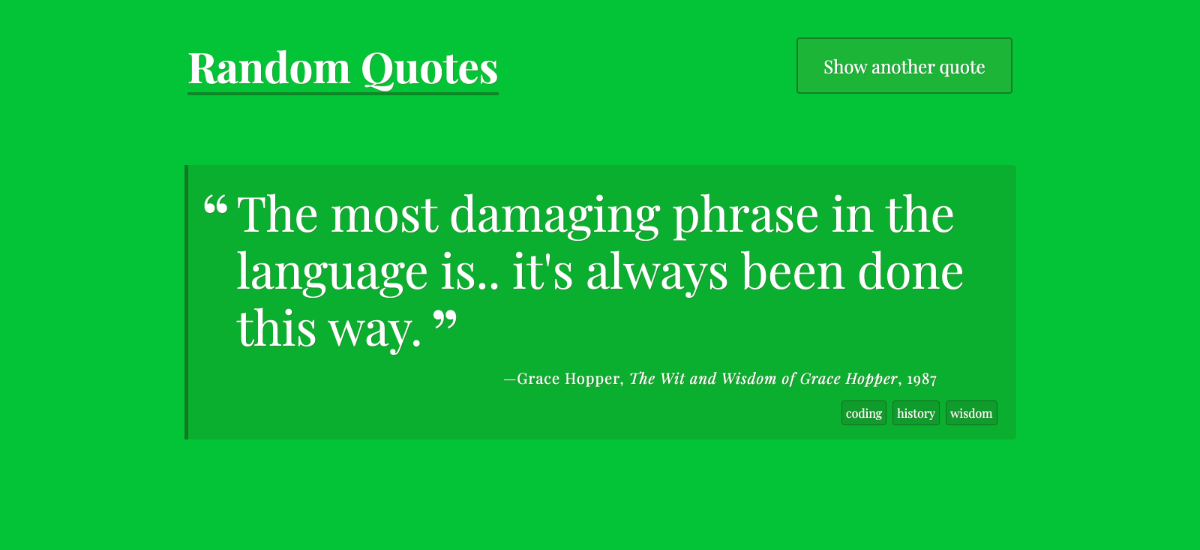 Random Quotes
Show another quote
“ The most damaging phrase in the
language is.. it's always been done
this way. ”
—Grace Hopper, The Wit and Wisdom of Grace Hopper, 1987
coding history wisdom